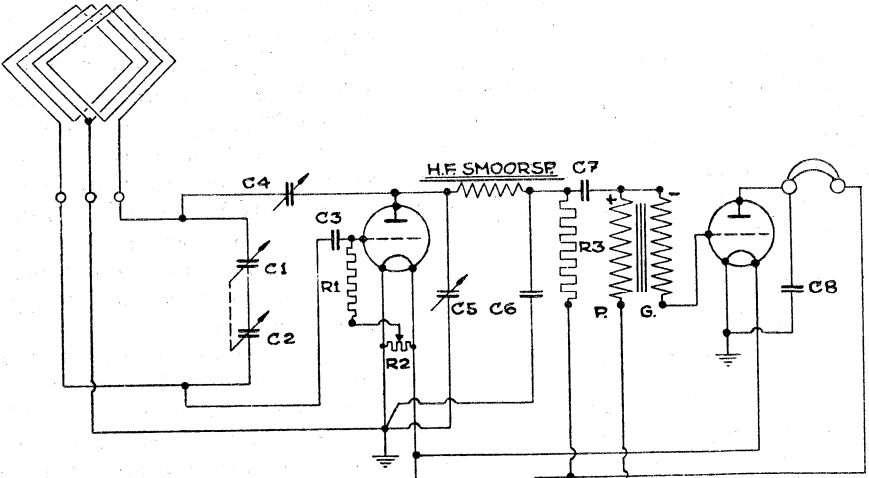 H.F. SMOORSP.
C7
C4
C3
+
-
R3
C1
R1
C5
C6
C8
P.
G.
C2
R2